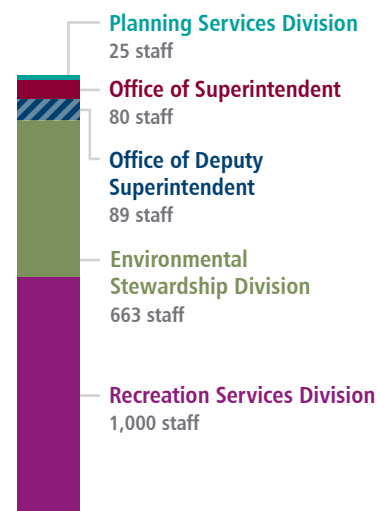 Planning Services Division
25 staff
Office of Superintendent
80 staff
Office of Deputy
Superintendent
89 staff
Environmental
Stewardship Division
663 staff
Recreation Services Division
1,000 staff